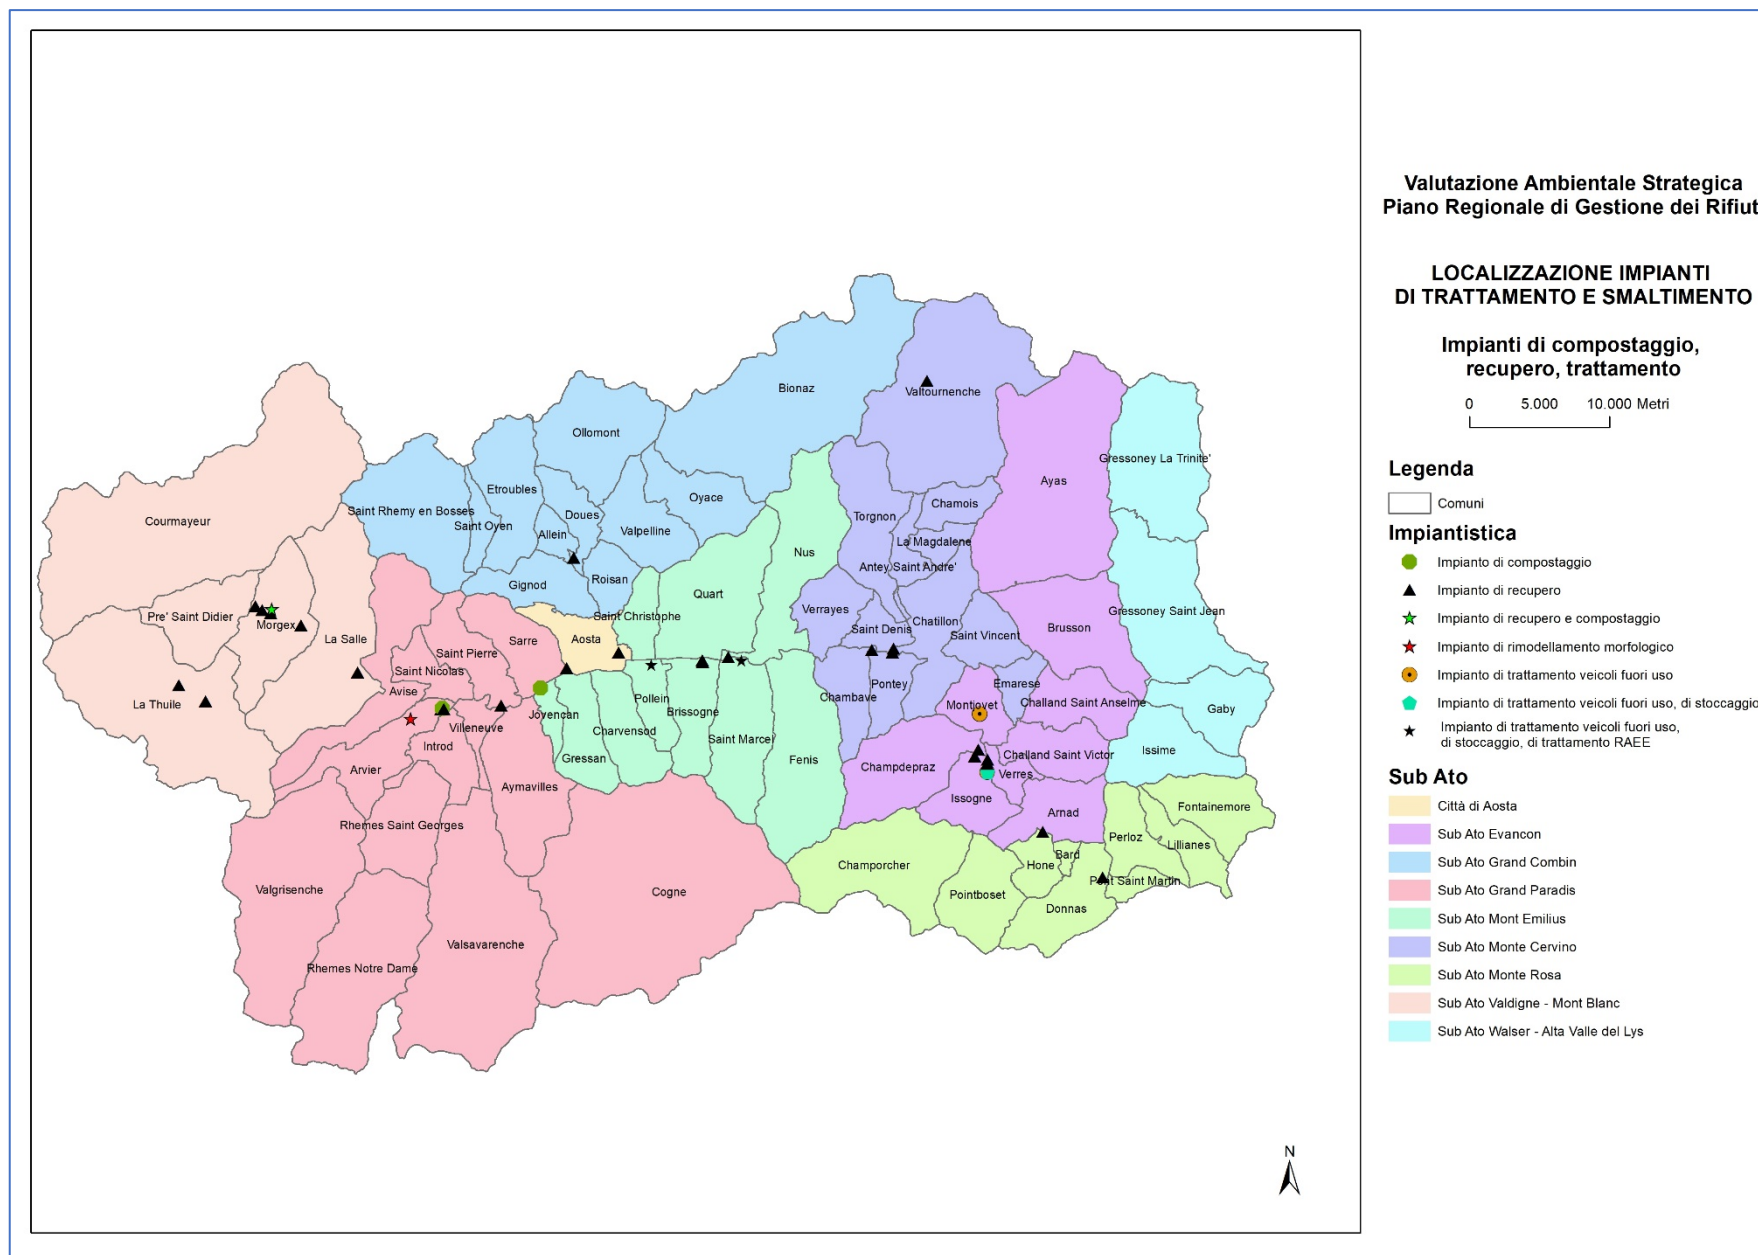 Valutazione Ambientale Strategica
Piano Regionale di Gestione dei Rifiut
LOCALIZZAZIONE IMPIANTI
DI TRATTAMENTO E SMALTIMENTO
Impianti di compostaggio,
recupero, trattamento
0 5.000 10.000 Metri
Legenda
Comuni
Impiantistica
Impianto di compostaggio
Impianto di recupero
Impianto di recupero e compostaggio
Impianto di rimodellamento morfologico
Impianto di trattamento veicoli fuori uso
Impianto di trattamento veicoli fuori uso, di stoccaggio
Impianto di trattamento veicoli fuori uso,
di stoccaggio, di trattamento RAEE
Sub Ato
Città di Aosta
Sub Ato Evancon
Sub Ato Grand Combin
Sub Ato Grand Paradis
Sub Ato Mont Emilius
Sub Ato Monte Cervino
Sub Ato Monte Rosa
Sub Ato Valdigne - Mont Blanc
Sub Ato Walser - Alta Valle del Lys
Bionaz
Valtournenche
Ollomont
Gressoney La Trinite'
Ayas
Etroubles
Oyace
Chamois
Saint Rhemy en Bosses
Doues
Torgnon
Courmayeur
Saint Oyen
Allein
Valpelline
La Magdalene
Nus
Antey Saint Andre'
Gignod
Roisan
Quart
Verrayes
Gressoney Saint Jean
Pre' Saint Didier
Saint Christophe
Chatillon
Morgex
Saint Denis
Brusson
La Salle
Sarre
Aosta
Saint Vincent
Saint Pierre
Saint Nicolas
Pontey
Emarese
Avise
Pollein
Chambave
Challand Saint Anselme
La Thuile
Montjovet
Gaby
Jovencan
Brissogne
Villeneuve
Charvensod
Saint Marcel
Introd
Issime
Gressan
Fenis
Challand Saint Victor
Arvier
Champdepraz
Verres
Aymavilles
Issogne
Fontainemore
Arnad
Rhemes Saint Georges
Perloz
Lillianes
Bard
Champorcher
Hone
Pont Saint Martin
Valgrisenche
Cogne
Pointboset
Donnas
Valsavarenche
Rhemes Notre Dame
N